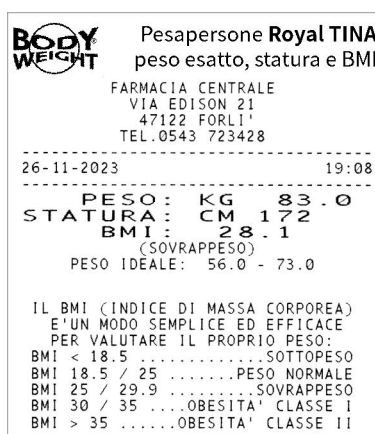 BODY WEIGHT
Pesapersone Royal TINA
peso esatto, statura e BMI
FARMACIA CENTRALE
VIA EDISON 21
47122 FORLI'
TEL.0543 723428
26-11-2023 19:08
PESO: KG 83.0
STATURA: CM 172
BMI: 28.1
(SOVRAPPESO)
PESO IDEALE: 56.0 - 73.0
IL BMI (INDICE DI MASSA CORPOREA)
E'UN MODO SEMPLICE ED EFFICACE
PER VALUTARE IL PROPRIO PESO:
BMI < 18.5 .............SOTTOPESO
BMI 18.5 / 25 .......PESO NORMALE
BMI 25 / 29.9 .........SOVRAPPESO
BMI 30 / 35 ....OBESITA' CLASSE I
BMI > 35 ......OBESITA' CLASSE II